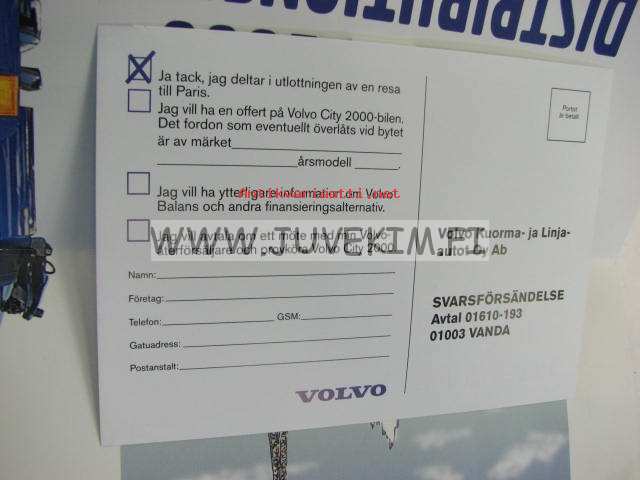 DISTRIBUTION
Ja tack, jag deltar i utlottningen av en resa
till Paris.
Jag vill ha en offert på Volvo City 2000-bilen.
Det fordon som eventuellt överlåts vid bytet
är av märket
årsmodell
Jag vill ha ytterligare information om Volvo
Balans och andra finansieringsalternativ.
Jag vill avtala om ett möte med min Volvo-
återförsäljare och provköra Volvo City 2000
Namn:
Företag:
Telefon: GSM:
Gatuadress:
Postanstalt:
VOLVO
Portot
är betalt
Volvo Kuorma- ja Linja-
autot Oy Ab
SVARSFÖRSÄNDELSE
Avtal 01610-193
01003 VANDA
WWW.JUVEKIM.FI